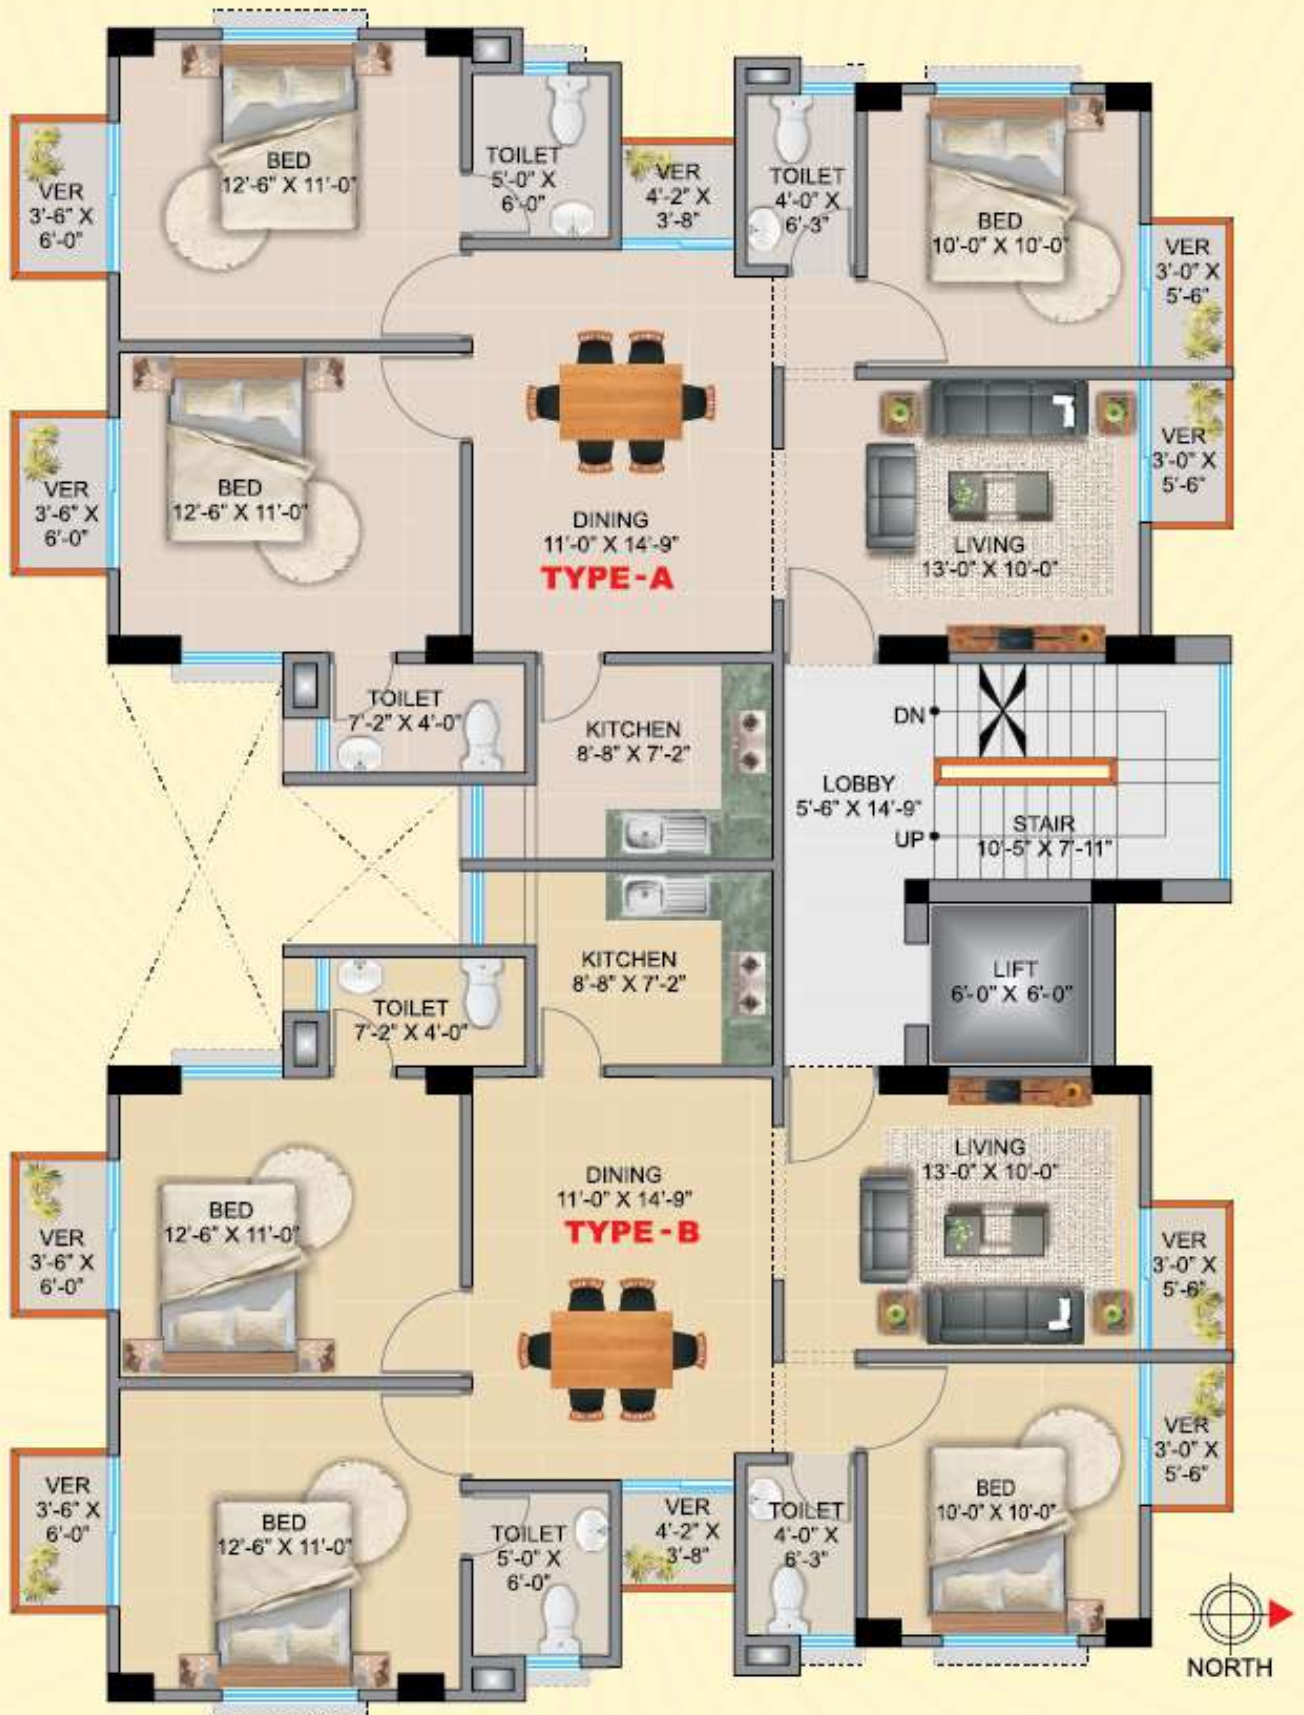 BED
12'-6" X 11'-0"
TOILET
5'-0" X
6'-0"
VER
4'-2" X
3'-8"
TOILET
4'-0" X
6'-3"
BED
10'-0" X 10'-0"
VER
3'-6" X
6'-0"
VER
3'-0" X
5'-6"
VER
3'-6" X
6'-0"
BED
12'-6" X 11'-0"
DINING
11'-0" X 14'-9"
TYPE-A
LIVING
13'-0" X 10'-0"
VER
3'-0" X
5'-6"
TOILET
7'-2" X 4'-0"
KITCHEN
8'-8" X 7'-2"
LOBBY
5'-6" X 14'-9"
DN
UP
STAIR
10'-5" X 7'-11"
KITCHEN
8'-8" X 7'-2"
LIFT
6'-0" X 6'-0"
TOILET
7'-2" X 4'-0"
VER
3'-6" X
6'-0"
BED
12'-6" X 11'-0"
DINING
11'-0" X 14'-9"
TYPE-B
LIVING
13'-0" X 10'-0"
VER
3'-0" X
5'-6"
VER
3'-6" X
6'-0"
BED
12'-6" X 11'-0"
TOILET
5'-0" X
6'-0"
VER
4'-2" X
3'-8"
TOILET
4'-0" X
6'-3"
BED
10'-0" X 10'-0"
VER
3'-0" X
5'-6"
NORTH